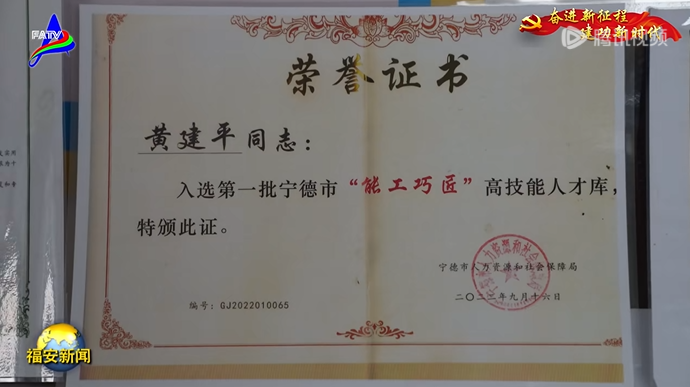 FATV
奋进新征程
建功新时代
腾讯视频
荣誉证书
黄建平同志：
入选第一批宁德市“能工巧匠”高技能人才库，
特颁此证。
宁德市人力资源和社会保障局
二〇二二年九月十六日
编号：GJ2022010065
福安新闻